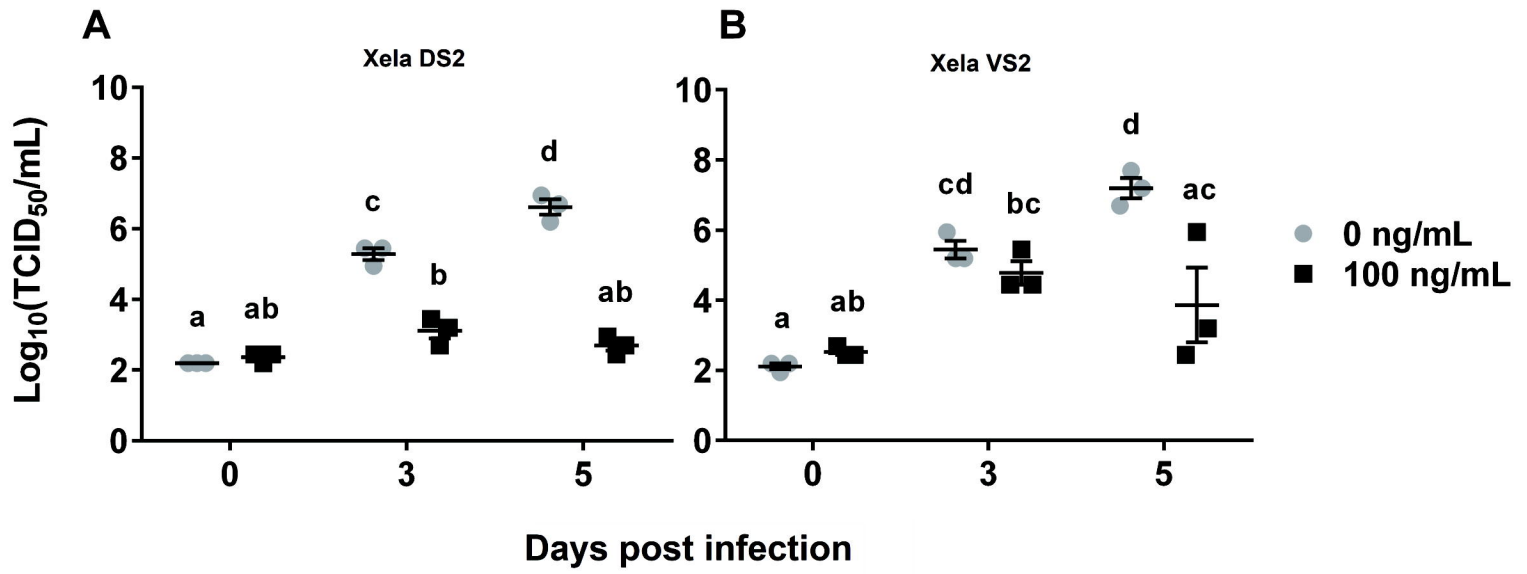 A
B
Xela DS2
Xela VS2
Log10(TCID50/mL)
10
8
6
4
2
0
a
ab
c
b
d
ab
0
3
5
10
8
6
4
2
0
a
ab
cd
bc
d
ac
0
3
5
0 ng/mL
100 ng/mL
Days post infection